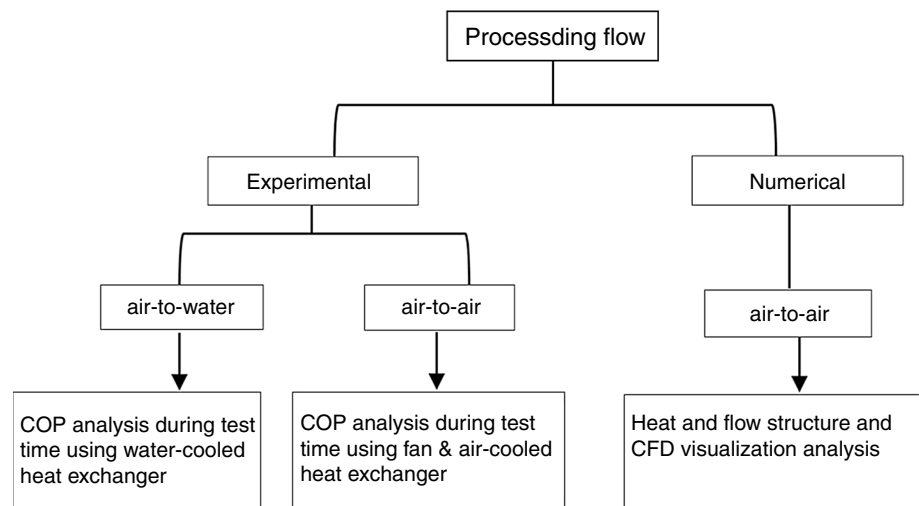 Processding flow
Experimental
Numerical
air-to-water
air-to-air
air-to-air
COP analysis during test
time using water-cooled
heat exchanger
COP analysis during test
time using fan & air-cooled
heat exchanger
Heat and flow structure and
CFD visualization analysis